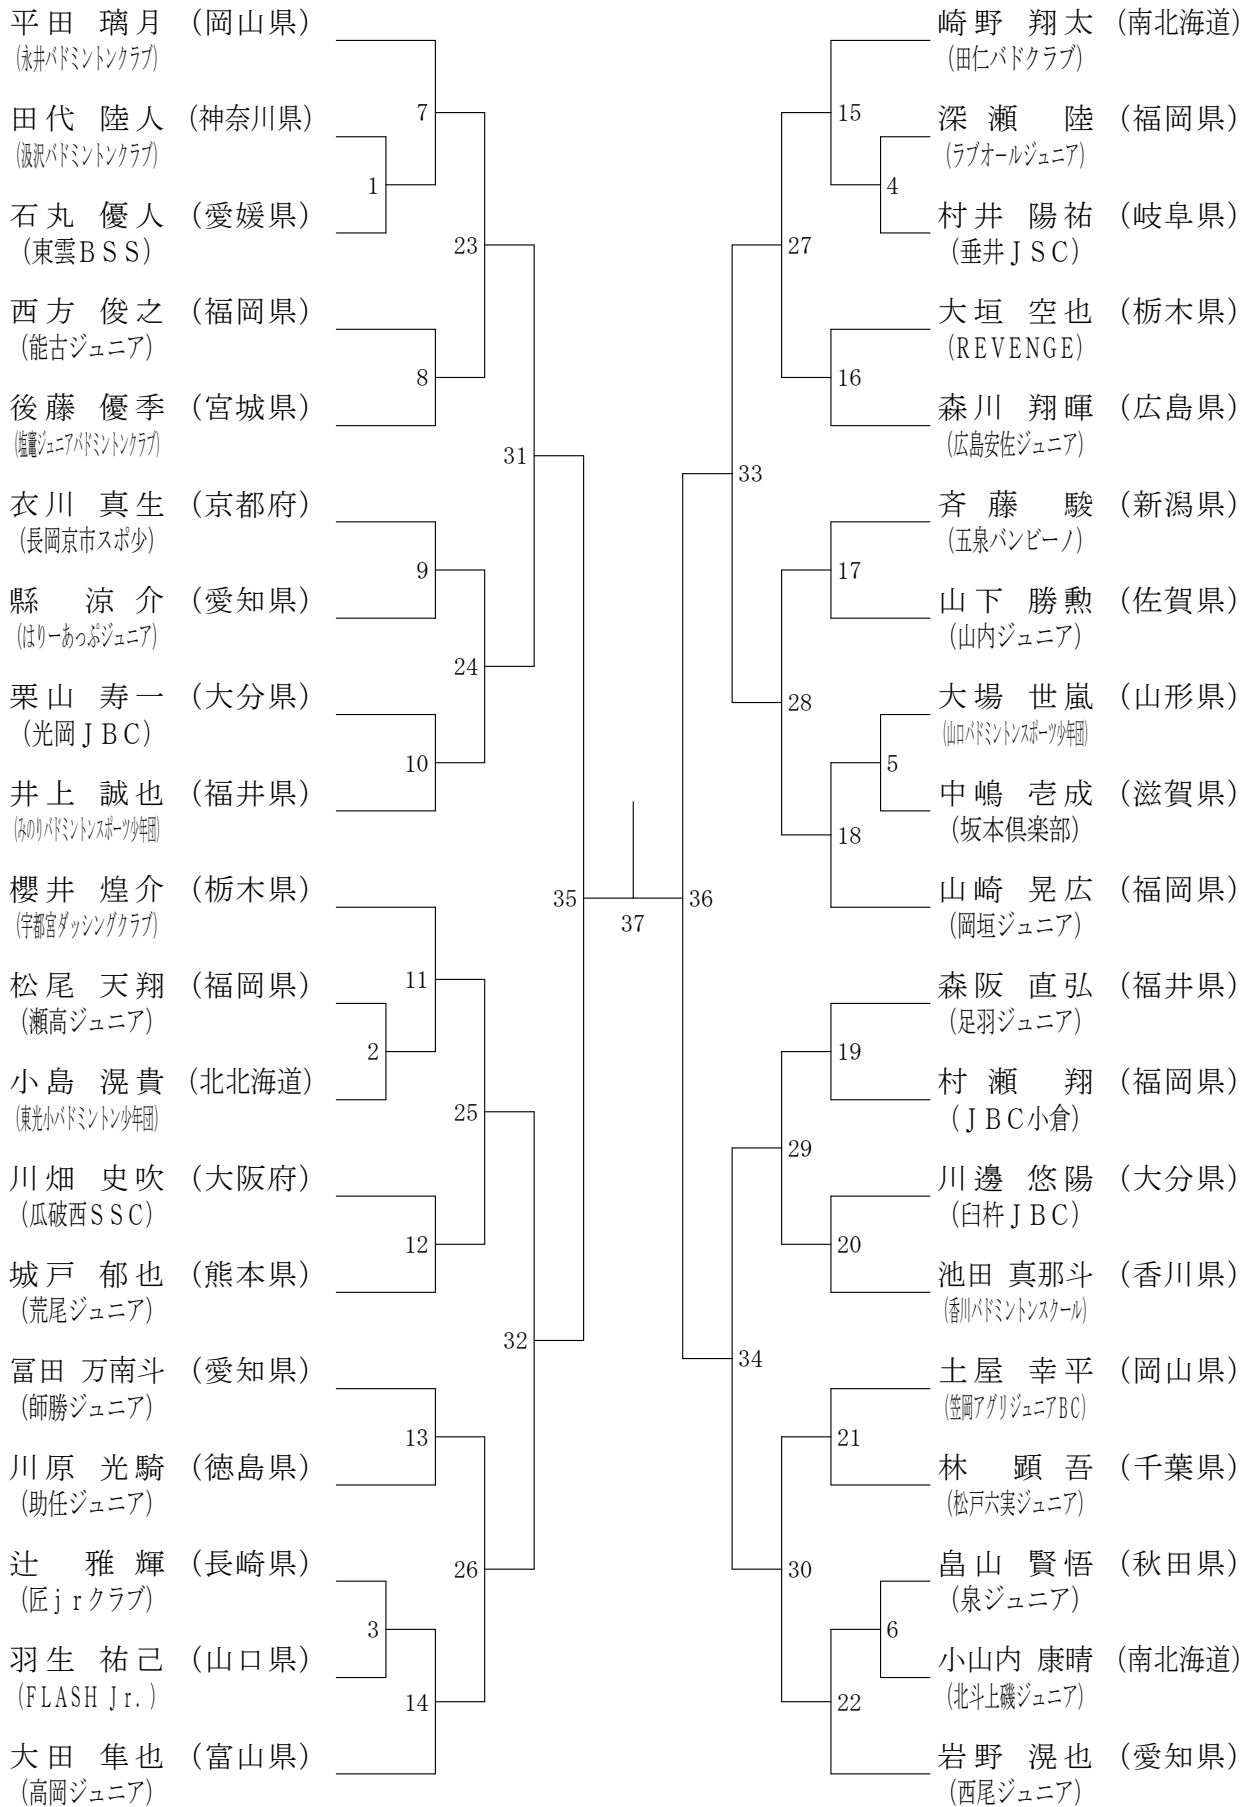 平田 璃月 (岡山県)
(永井バドミントンクラブ)
田代 陸人 (神奈川県)
(汲沢バドミントンクラブ)
石丸 優人 (愛媛県)
(東雲BSS)
西方 俊之 (福岡県)
(能古ジュニア)
後藤 優季 (宮城県)
(塩竈ジュニアバドミントンクラブ)
衣川 真生 (京都府)
(長岡京市スポ少)
縣 涼介 (愛知県)
(はりーあっぷジュニア)
栗山 寿一 (大分県)
(光岡JBC)
井上 誠也 (福井県)
(みのりバドミントンスポーツ少年団)
櫻井 煌介 (栃木県)
(宇都宮ダッシングクラブ)
松尾 天翔 (福岡県)
(瀬高ジュニア)
小島 滉貴 (北北海道)
(東光小バドミントン少年団)
川畑 史吹 (大阪府)
(瓜破西SSC)
城戸 郁也 (熊本県)
(荒尾ジュニア)
冨田 万南斗 (愛知県)
(師勝ジュニア)
川原 光騎 (徳島県)
(助任ジュニア)
辻 雅輝 (長崎県)
(匠jrクラブ)
羽生 祐己 (山口県)
(FLASH Jr.)
大田 隼也 (富山県)
(高岡ジュニア)
1
2
3
7
8
9
10
11
12
13
14
23
24
25
26
31
32
35
37
36
33
34
27
28
29
30
15
16
17
18
19
20
21
22
4
5
6
崎野 翔太 (南北海道)
(田仁バドクラブ)
深瀬 陸 (福岡県)
(ラブオールジュニア)
村井 陽祐 (岐阜県)
(垂井JSC)
大垣 空也 (栃木県)
(REVENGE)
森川 翔暉 (広島県)
(広島安佐ジュニア)
斉藤 駿 (新潟県)
(五泉バンビーノ)
山下 勝勲 (佐賀県)
(山内ジュニア)
大場 世嵐 (山形県)
(山口バドミントンスポーツ少年団)
中嶋 壱成 (滋賀県)
(坂本倶楽部)
山崎 晃広 (福岡県)
(岡垣ジュニア)
森阪 直弘 (福井県)
(足羽ジュニア)
村瀬 翔 (福岡県)
(JBC小倉)
川邊 悠陽 (大分県)
(臼杵JBC)
池田 真那斗 (香川県)
(香川バドミントンスクール)
土屋 幸平 (岡山県)
(笠岡アグリジュニアBC)
林 顕吾 (千葉県)
(松戸六実ジュニア)
畠山 賢悟 (秋田県)
(泉ジュニア)
小山内 康晴 (南北海道)
(北斗上磯ジュニア)
岩野 滉也 (愛知県)
(西尾ジュニア)